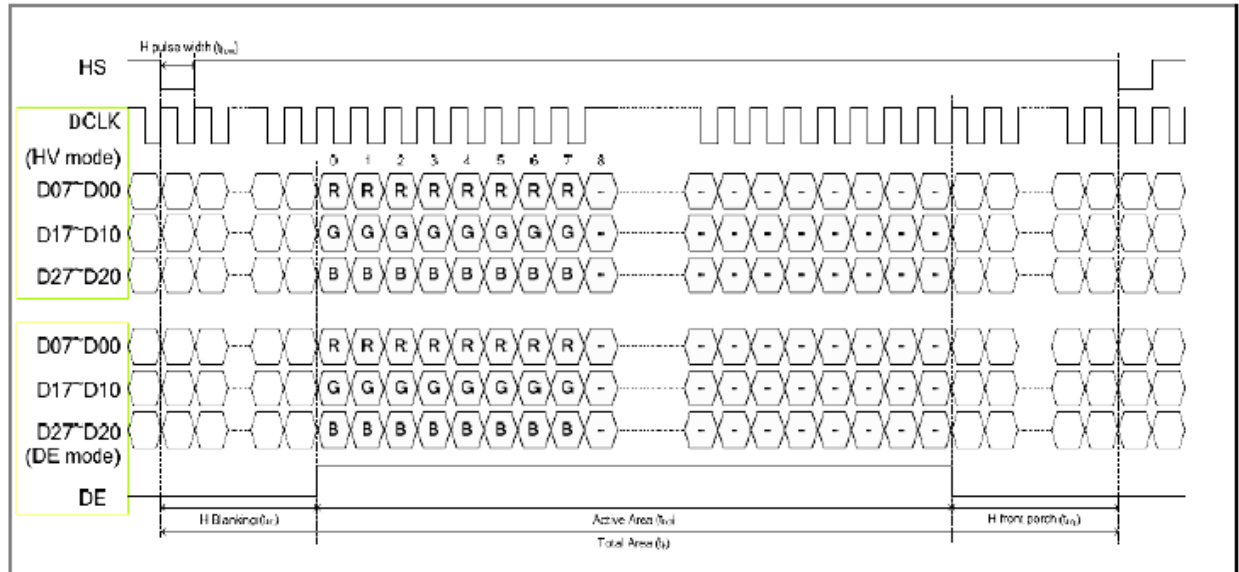 H pulse width (thpw)
HS
DCLK
(HV mode)
0 1 2 3 4 5 6 7 8
D07~D00 R R R R R R R R - - - - - - - - -
D17~D10 G G G G G G G G - - - - - - - - -
D27~D20 B B B B B B B B - - - - - - - - -
D07~D00 R R R R R R R R - - - - - - - - -
D17~D10 G G G G G G G G - - - - - - - - -
D27~D20 B B B B B B B B - - - - - - - - -
(DE mode)
DE
H Blanking
Active Area
H front porch
Total Area